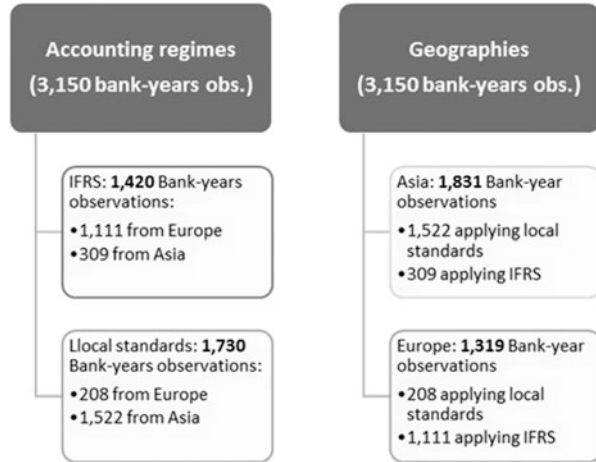 Accounting regimes
(3,150 bank-years obs.)
IFRS: 1,420 Bank-years
observations:
•1,111 from Europe
•309 from Asia
Llocal standards: 1,730
Bank-years observations:
•208 from Europe
•1,522 from Asia
Geographies
(3,150 bank-years obs.)
Asia: 1,831 Bank-year
observations
•1,522 applying local
standards
•309 applying IFRS
Europe: 1,319 Bank-year
observations
•208 applying local
standards
•1,111 applying IFRS